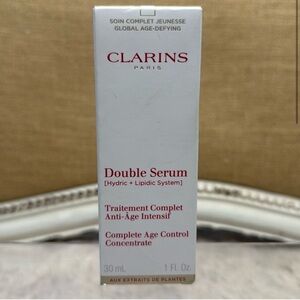 SOIN COMPLET JEUNESSE
GLOBAL AGE-DEFYING
CLARINS
PARIS
Double Serum
[Hydric + Lipidic System]
Traitement Complet
Anti-Âge Intensif
Complete Age Control
Concentrate
30 mL 1 Fl. Oz.
AUX EXTRAITS DE PLANTES